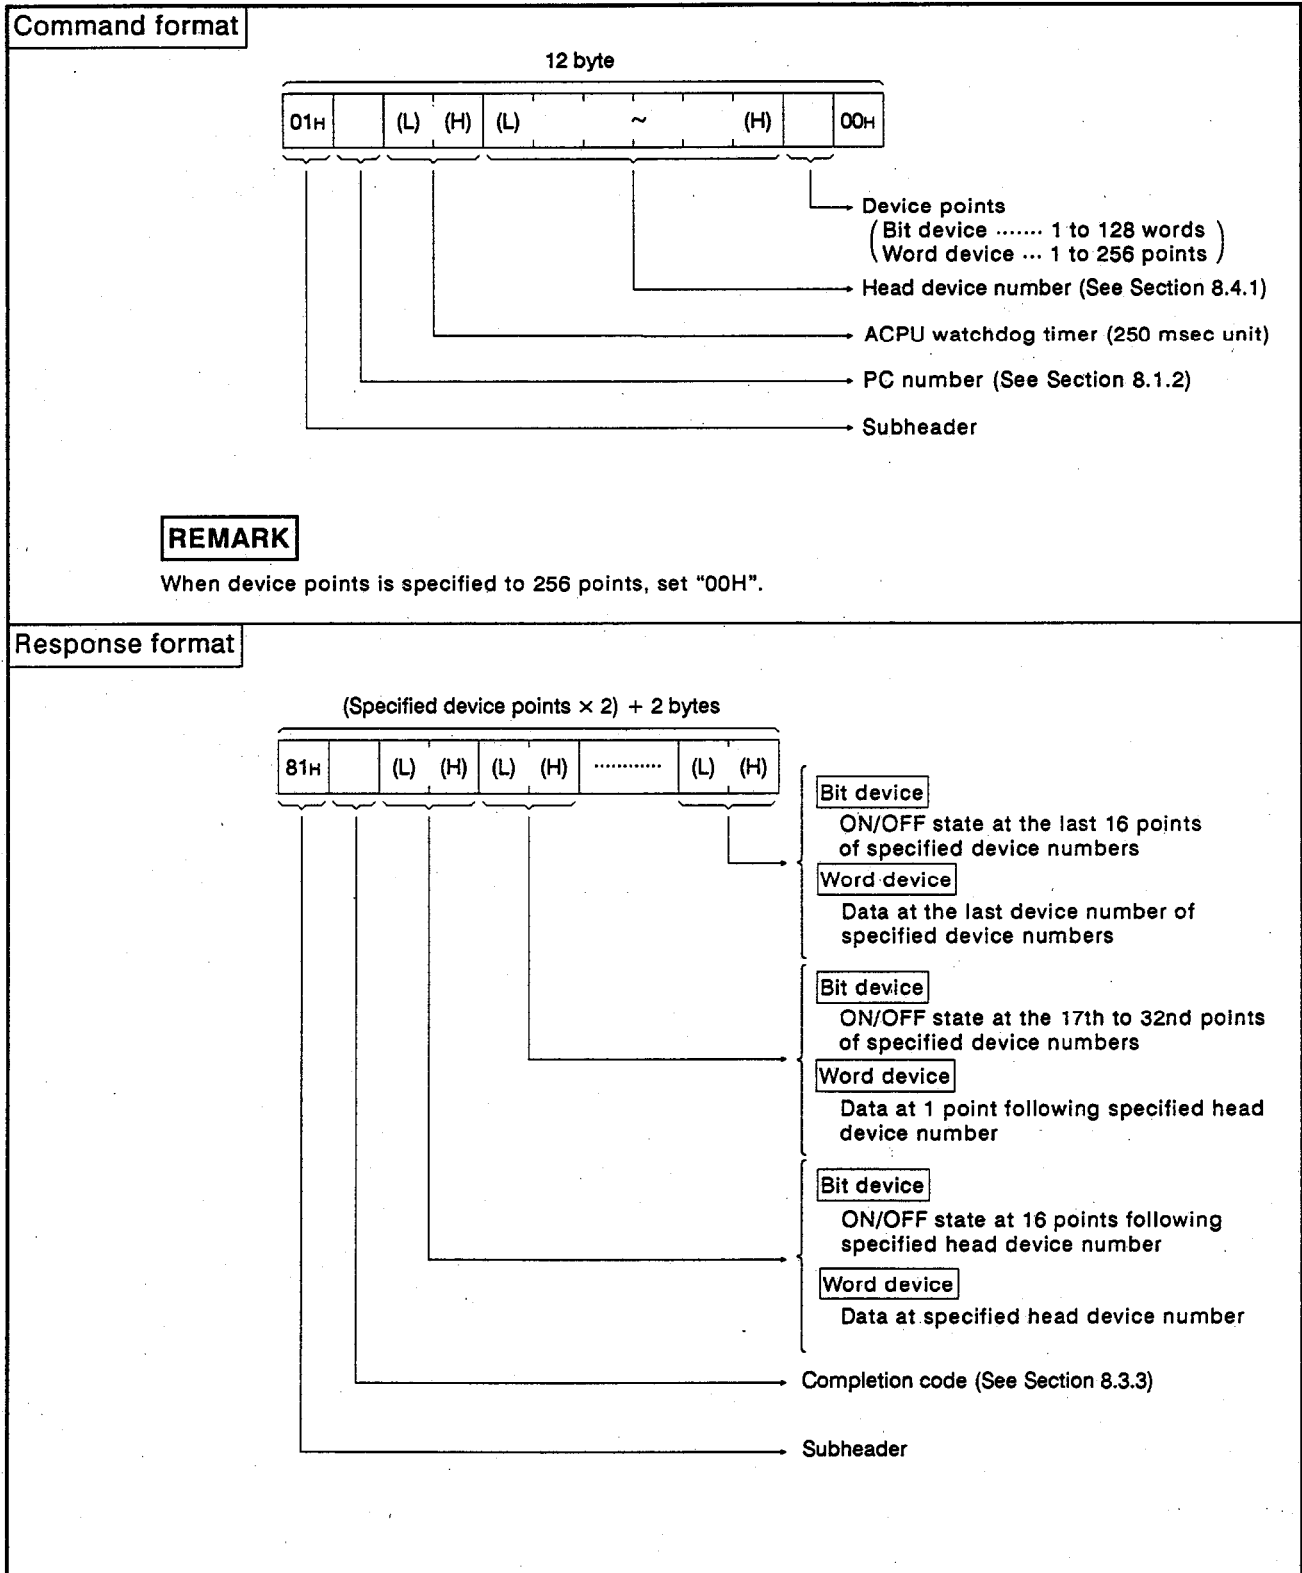 Command format
12 byte
01H (L) (H) (L) ~ (H) 00H
Device points
(Bit device ······· 1 to 128 words
Word device ··· 1 to 256 points)
Head device number (See Section 8.4.1)
ACPU watchdog timer (250 msec unit)
PC number (See Section 8.1.2)
Subheader
REMARK
When device points is specified to 256 points, set “00H”.
Response format
(Specified device points × 2) + 2 bytes
81H (L) (H) (L) (H) ············ (L) (H)
Bit device
ON/OFF state at the last 16 points
of specified device numbers
Word device
Data at the last device number of
specified device numbers
Bit device
ON/OFF state at the 17th to 32nd points
of specified device numbers
Word device
Data at 1 point following specified head
device number
Bit device
ON/OFF state at 16 points following
specified head device number
Word device
Data at specified head device number
Completion code (See Section 8.3.3)
Subheader